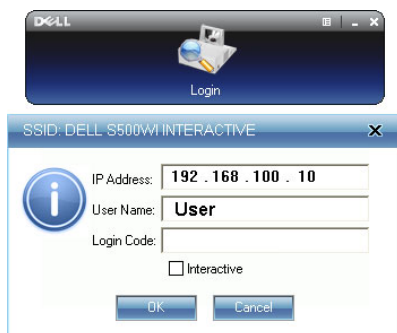 DELL
Login
SSID: DELL S500WI INTERACTIVE
IP Address: 192 . 168 . 100 . 10
User Name: User
Login Code:
Interactive
OK Cancel